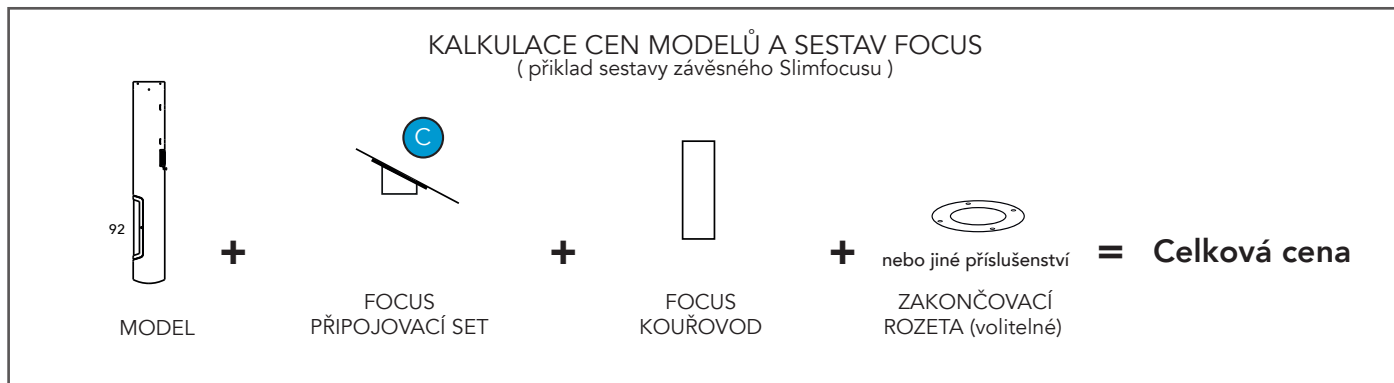 KALKULACE CEN MODELŮ A SESTAV FOCUS
( přiklad sestavy závěsného Slimfocusu )
C
92
+
+
+
nebo jiné příslušenství
= Celková cena
MODEL
FOCUS
PŘIPOJOVACÍ SET
FOCUS
KOUŘOVOD
ZAKONČOVACÍ
ROZETA (volitelné)